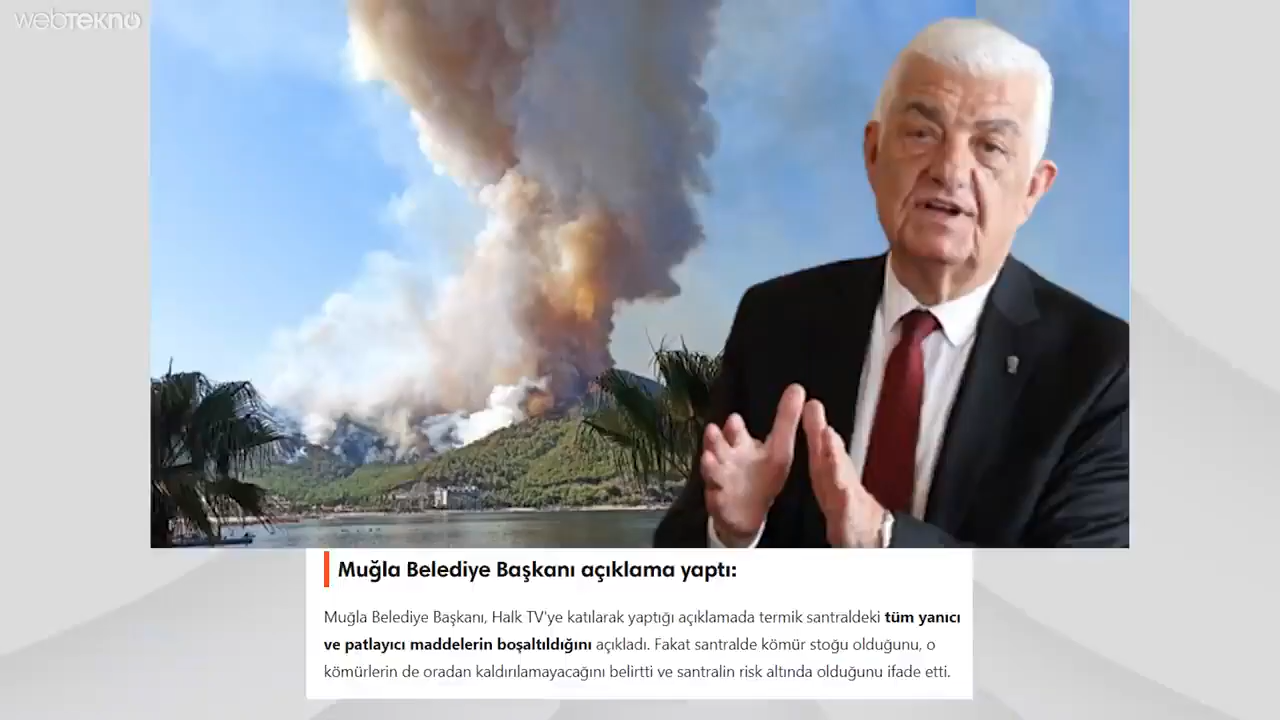 webtekno
Muğla Belediye Başkanı açıklama yaptı:
Muğla Belediye Başkanı, Halk TV'ye katılarak yaptığı açıklamada termik santraldeki tüm yanıcı
ve patlayıcı maddelerin boşaltıldığını açıkladı. Fakat santralde kömür stoğu olduğunu, o
kömürlerin de oradan kaldırılamayacağını belirtti ve santralin risk altında olduğunu ifade etti.